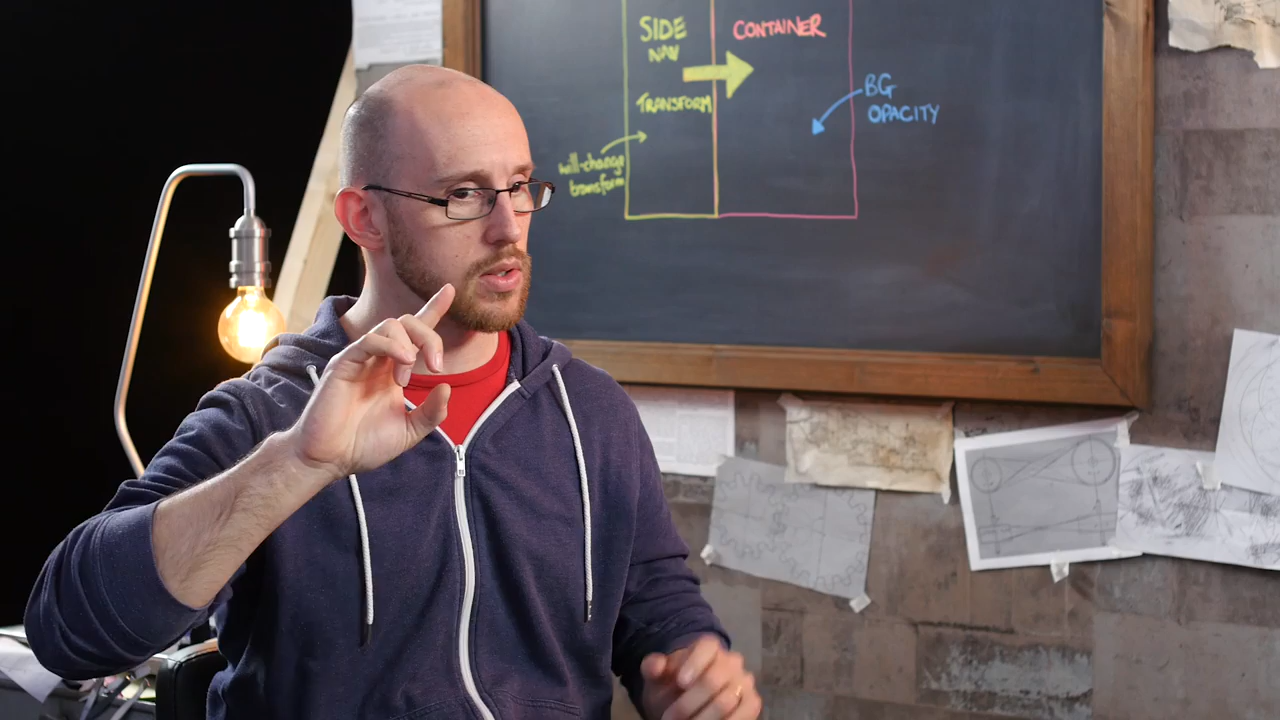 SIDE
NAV
CONTAINER
TRANSFORM
BG
OPACITY
will-change
transform